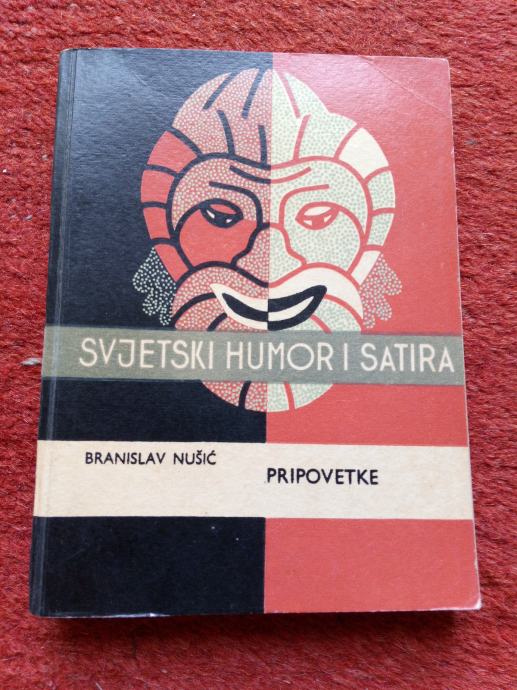 SVJETSKI HUMOR I SATIRA
BRANISLAV NUŠIĆ
PRIPOVETKE